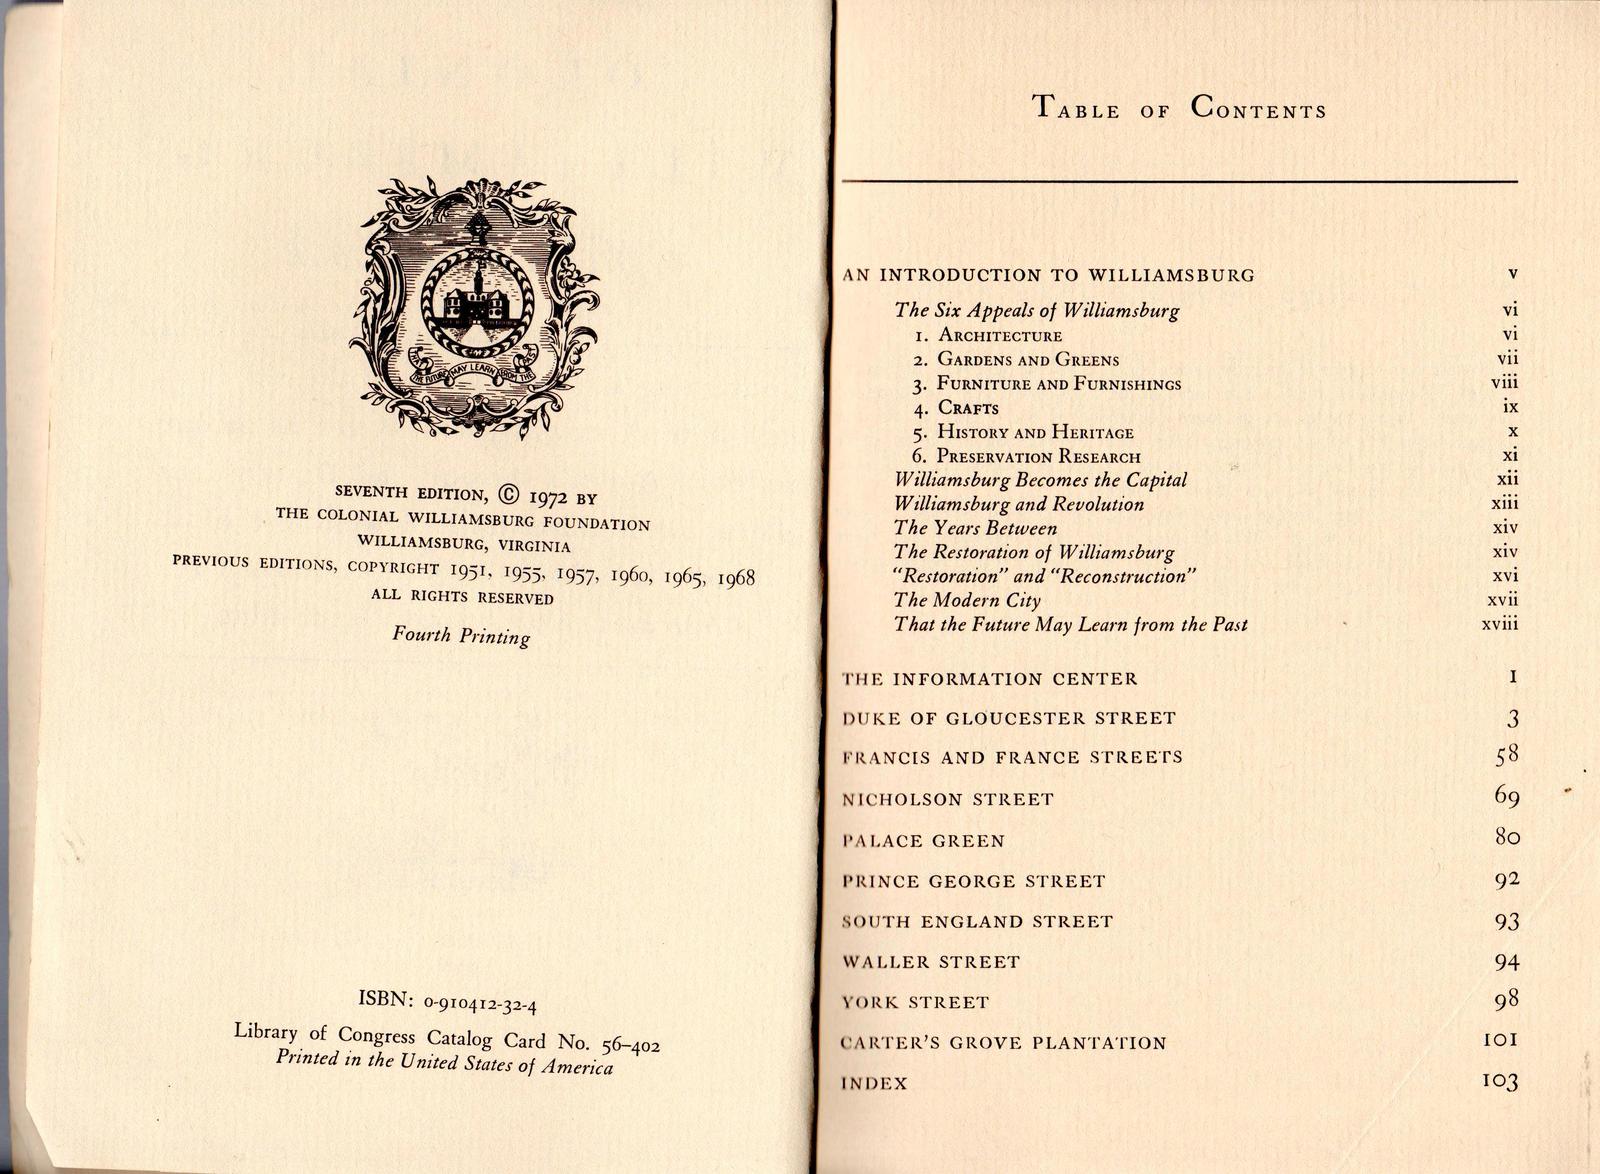 THE FUTURE MAY LEARN FROM THE PAST
SEVENTH EDITION, © 1972 BY
THE COLONIAL WILLIAMSBURG FOUNDATION
WILLIAMSBURG, VIRGINIA
PREVIOUS EDITIONS, COPYRIGHT 1951, 1955, 1957, 1960, 1965, 1968
ALL RIGHTS RESERVED
Fourth Printing
ISBN: 0-910412-32-4
Library of Congress Catalog Card No. 56–402
Printed in the United States of America
TABLE OF CONTENTS
AN INTRODUCTION TO WILLIAMSBURG v
The Six Appeals of Williamsburg vi
1. ARCHITECTURE vi
2. GARDENS AND GREENS vii
3. FURNITURE AND FURNISHINGS viii
4. CRAFTS ix
5. HISTORY AND HERITAGE x
6. PRESERVATION RESEARCH xi
Williamsburg Becomes the Capital xii
Williamsburg and Revolution xiii
The Years Between xiv
The Restoration of Williamsburg xiv
“Restoration” and “Reconstruction” xvi
The Modern City xvii
That the Future May Learn from the Past xviii
THE INFORMATION CENTER 1
DUKE OF GLOUCESTER STREET 3
FRANCIS AND FRANCE STREETS 58
NICHOLSON STREET 69
PALACE GREEN 80
PRINCE GEORGE STREET 92
SOUTH ENGLAND STREET 93
WALLER STREET 94
YORK STREET 98
CARTER'S GROVE PLANTATION 101
INDEX 103